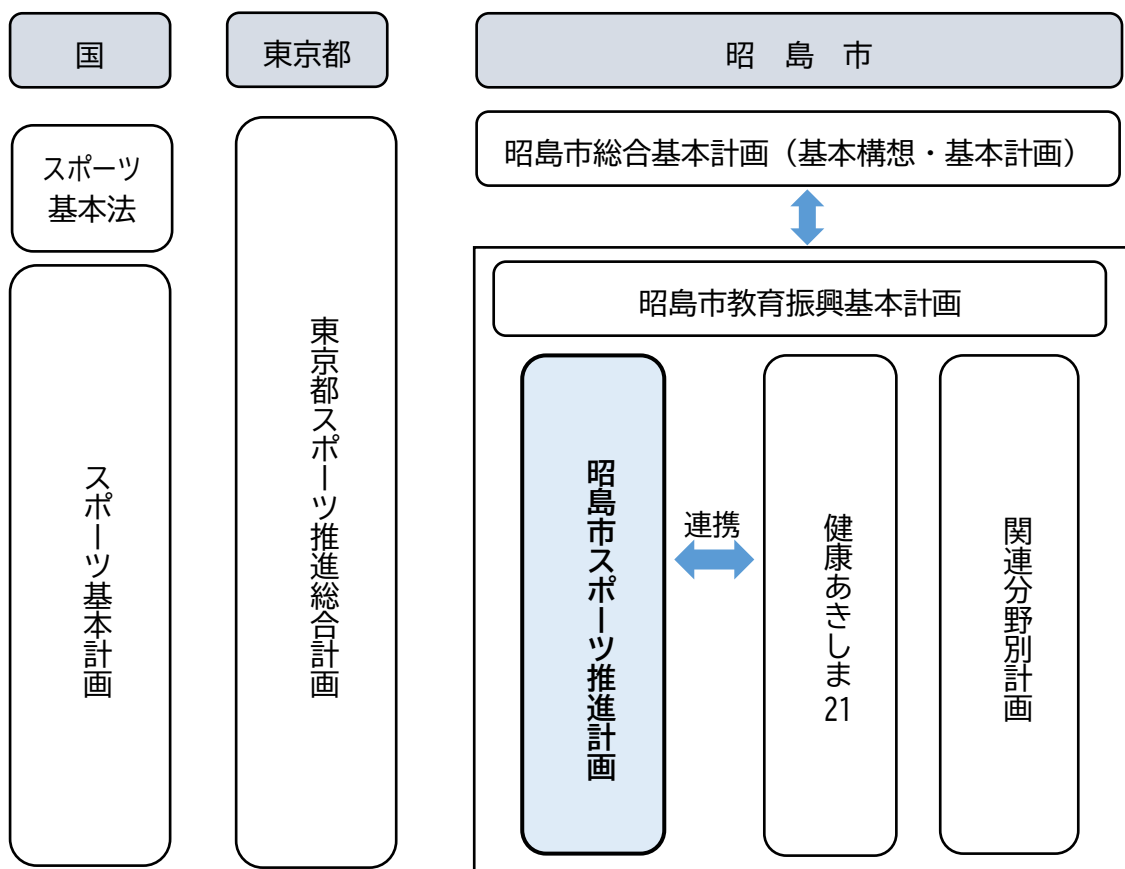 国
東京都
昭　島　市
スポーツ
基本法
スポーツ基本計画
東京都スポーツ推進総合計画
昭島市総合基本計画（基本構想・基本計画）
昭島市教育振興基本計画
昭島市スポーツ推進計画
連携
健康あきしま21
関連分野別計画